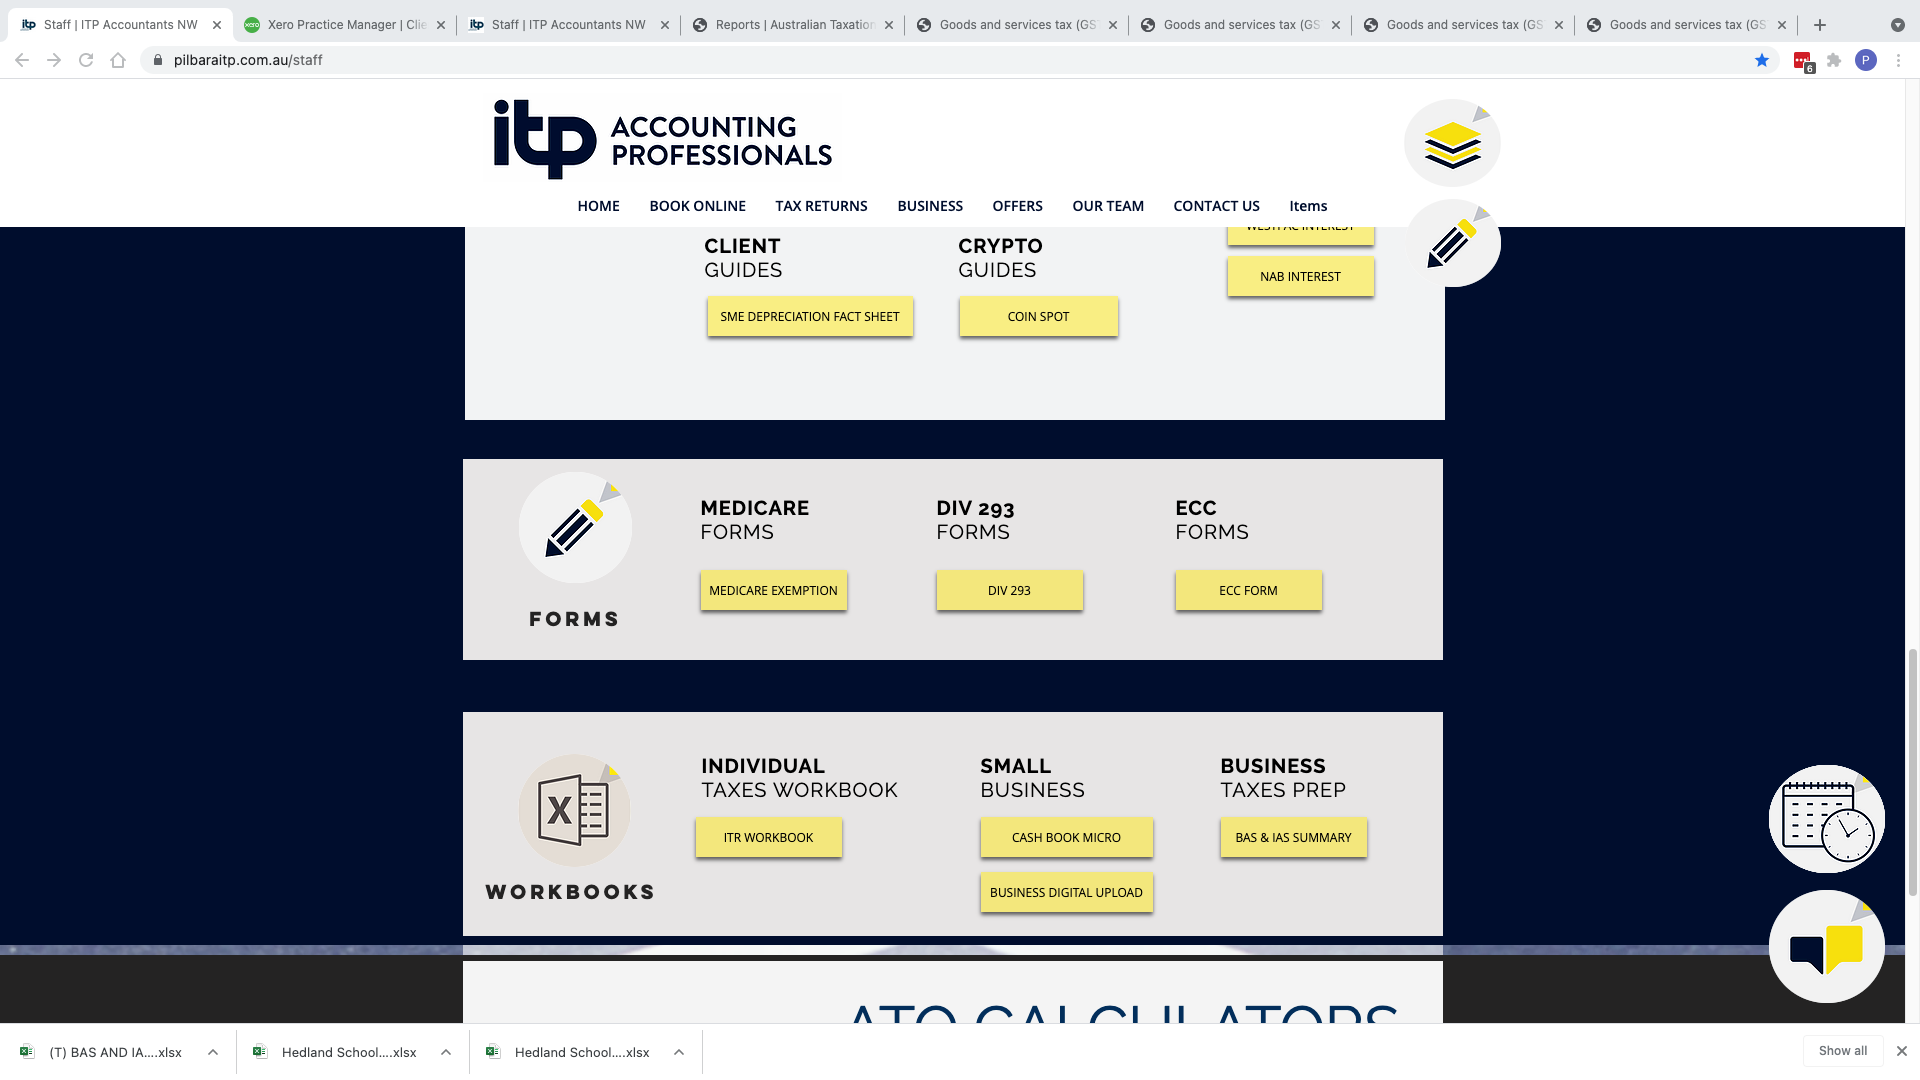 Staff | ITP Accountants NW
Xero Practice Manager | Clie
Staff | ITP Accountants NW
Reports | Australian Taxation
Goods and services tax (GS
Goods and services tax (GS
Goods and services tax (GS
Goods and services tax (GS
pilbaraitp.com.au/staff
6
P
itp ACCOUNTING
PROFESSIONALS
HOME
BOOK ONLINE
TAX RETURNS
BUSINESS
OFFERS
OUR TEAM
CONTACT US
Items
WESTPAC INTEREST
CLIENT
GUIDES
CRYPTO
GUIDES
NAB INTEREST
SME DEPRECIATION FACT SHEET
COIN SPOT
MEDICARE
FORMS
DIV 293
FORMS
ECC
FORMS
MEDICARE EXEMPTION
DIV 293
ECC FORM
FORMS
INDIVIDUAL
TAXES WORKBOOK
SMALL
BUSINESS
BUSINESS
TAXES PREP
X
ITR WORKBOOK
CASH BOOK MICRO
BAS & IAS SUMMARY
BUSINESS DIGITAL UPLOAD
WORKBOOKS
ATO CALCULATORS
(T) BAS AND IA....xlsx
Hedland School....xlsx
Hedland School....xlsx
Show all